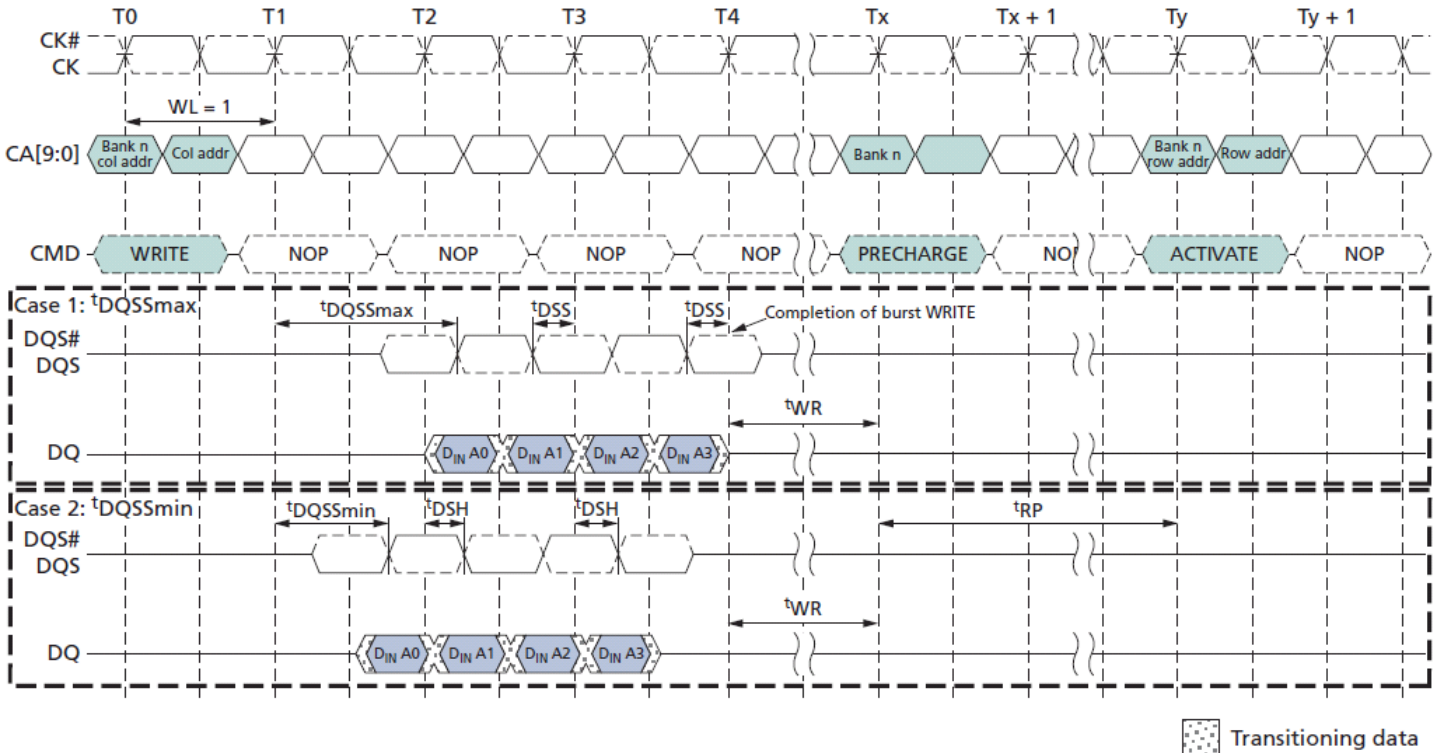 T0 T1 T2 T3 T4 Tx Tx + 1 Ty Ty + 1
CK#
CK
WL = 1
CA[9:0] Bank n col addr Col addr Bank n Bank n row addr Row addr
CMD WRITE NOP NOP NOP NOP PRECHARGE NOP ACTIVATE NOP
Case 1: tDQSSmax
tDQSSmax tDSS tDSS Completion of burst WRITE
DQS#
DQS
tWR
DQ DIN A0 DIN A1 DIN A2 DIN A3
Case 2: tDQSSmin
tDQSSmin tDSH tDSH tRP
DQS#
DQS
tWR
DQ DIN A0 DIN A1 DIN A2 DIN A3
Transitioning data